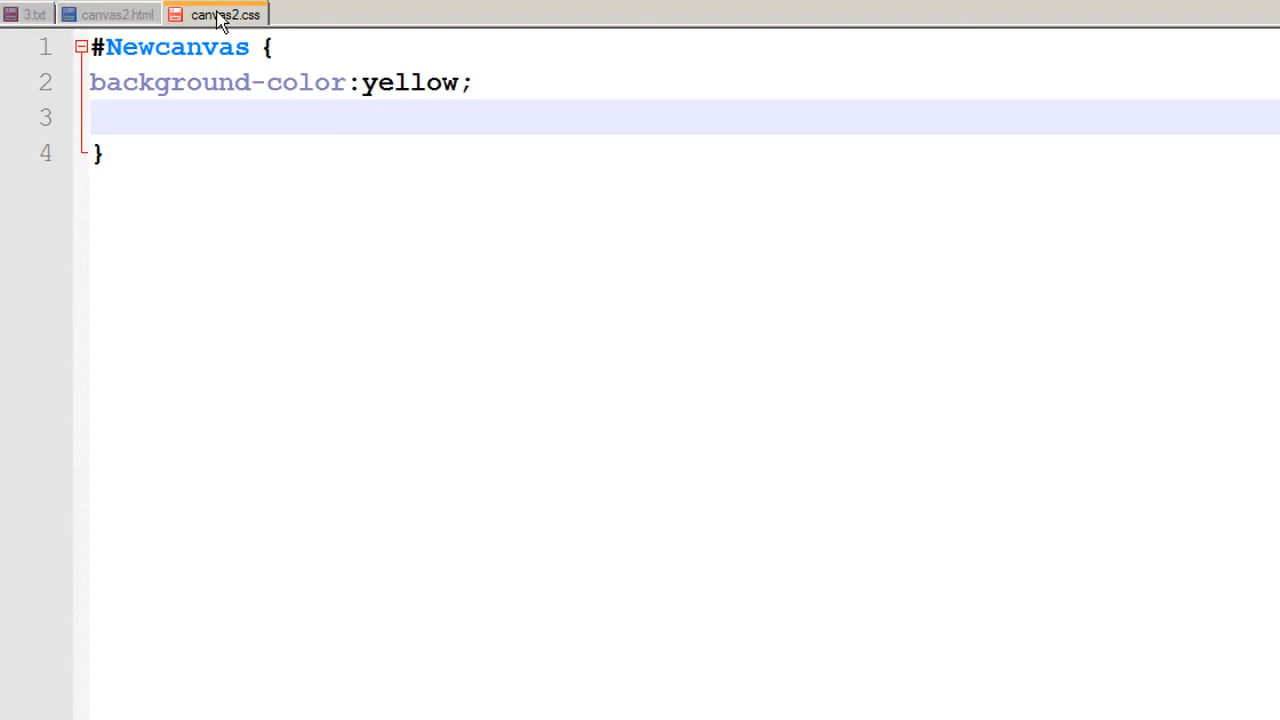 3.txt canvas2.html canvas2.css
1 #Newcanvas {
2 background-color:yellow;
3
4 }